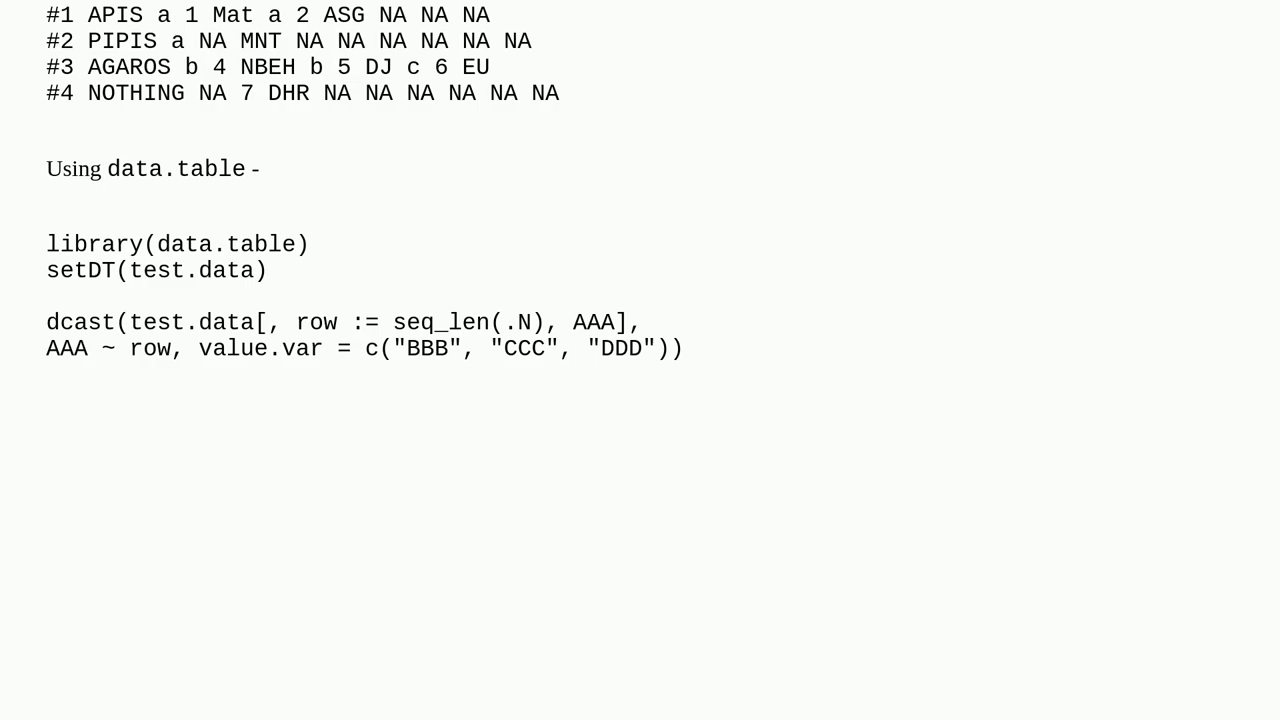 #1 APIS a 1 Mat a 2 ASG NA NA NA
#2 PIPIS a NA MNT NA NA NA NA NA NA
#3 AGAROS b 4 NBEH b 5 DJ c 6 EU
#4 NOTHING NA 7 DHR NA NA NA NA NA NA
Using data.table -
library(data.table)
setDT(test.data)
dcast(test.data[, row := seq_len(.N), AAA],
AAA ~ row, value.var = c("BBB", "CCC", "DDD"))